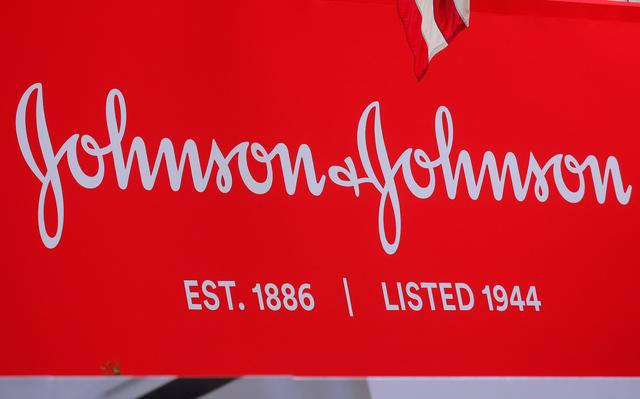 Johnson & Johnson
EST. 1886 | LISTED 1944